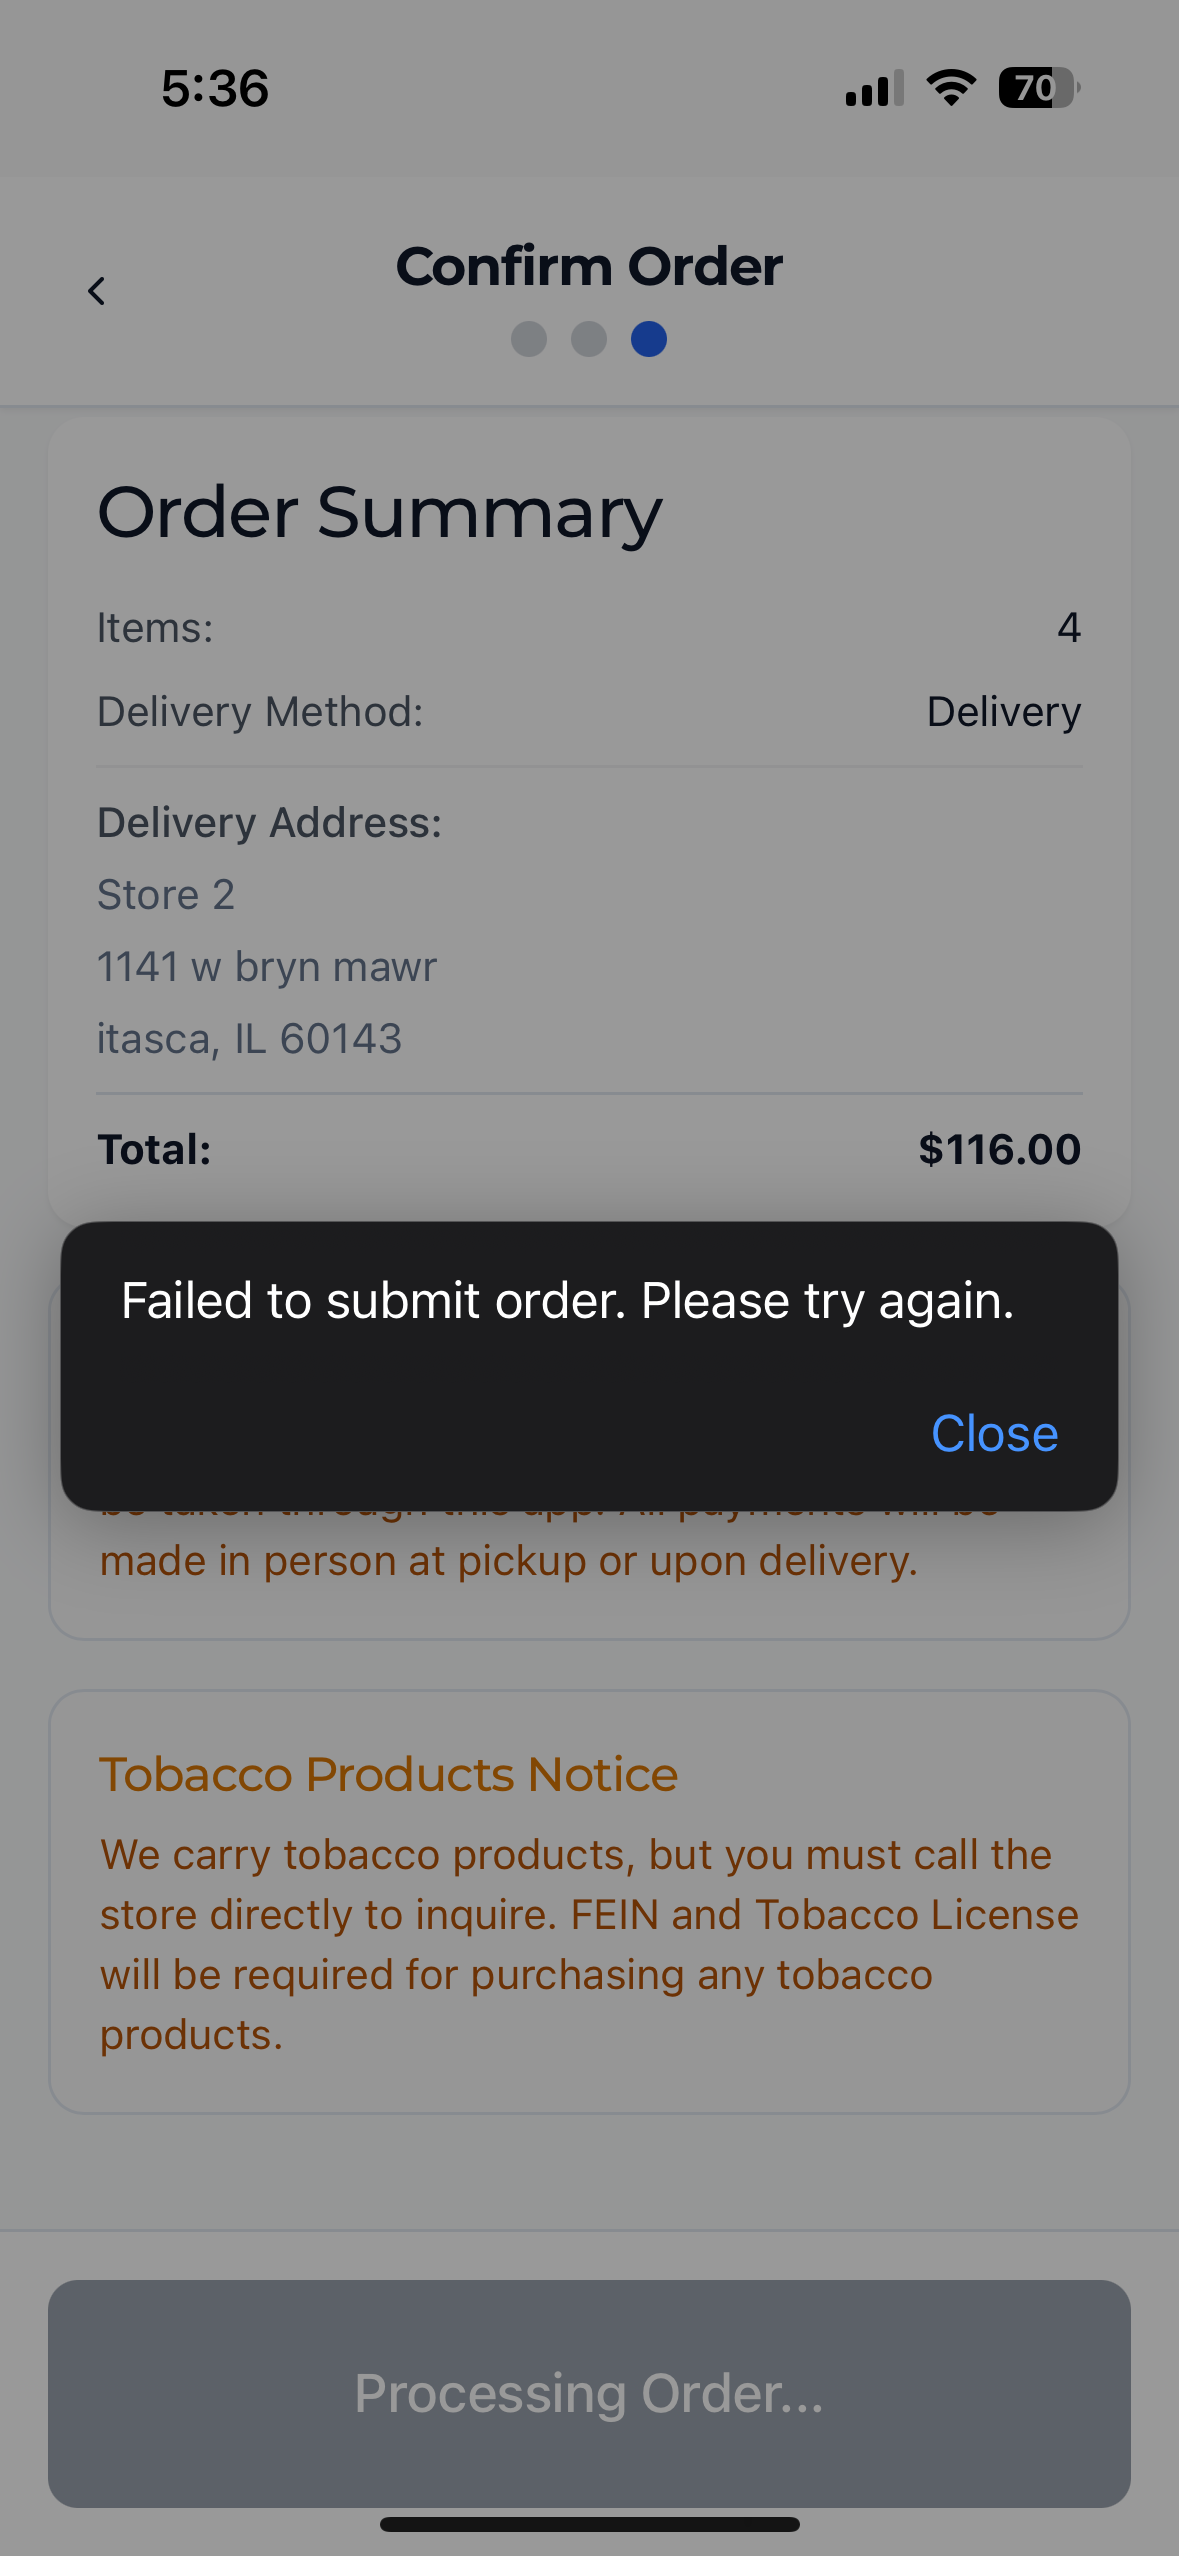 5:36
70
Confirm Order
Order Summary
Items: 4
Delivery Method: Delivery
Delivery Address:
Store 2
1141 w bryn mawr
itasca, IL 60143
Total: $116.00
Failed to submit order. Please try again.
Close
made in person at pickup or upon delivery.
Tobacco Products Notice
We carry tobacco products, but you must call the
store directly to inquire. FEIN and Tobacco License
will be required for purchasing any tobacco
products.
Processing Order...